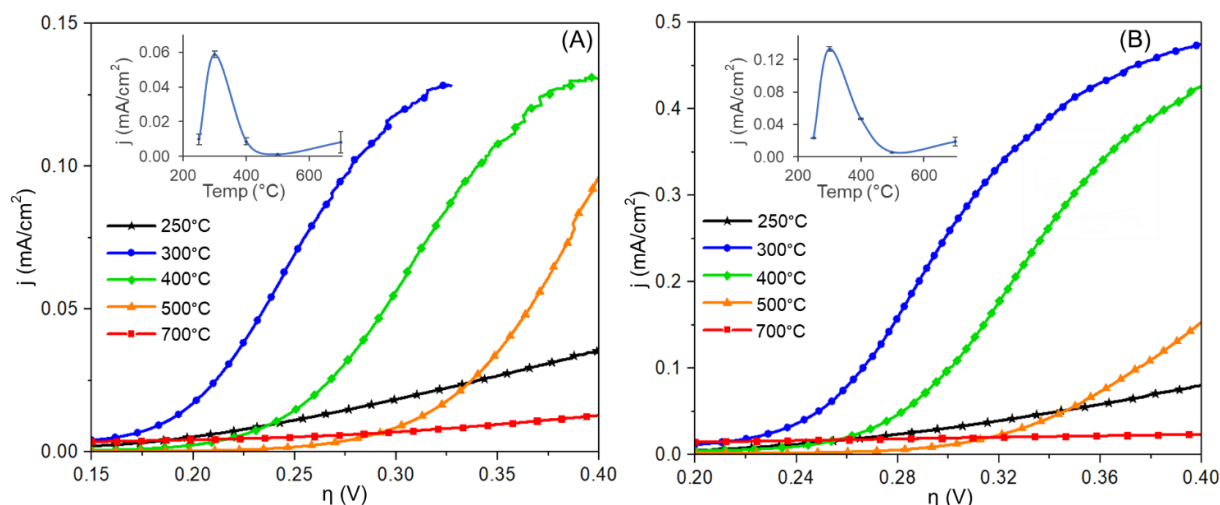 (A)
j (mA/cm²)
0.15
0.10
0.05
0.00
0.15 0.20 0.25 0.30 0.35 0.40
η (V)
j (mA/cm²)
0.06
0.04
0.02
0.00
200 400 600
Temp (°C)
250°C
300°C
400°C
500°C
700°C
(B)
j (mA/cm²)
0.5
0.4
0.3
0.2
0.1
0.0
0.20 0.24 0.28 0.32 0.36 0.40
η (V)
j (mA/cm²)
0.12
0.08
0.04
0.00
200 400 600
Temp (°C)
250°C
300°C
400°C
500°C
700°C